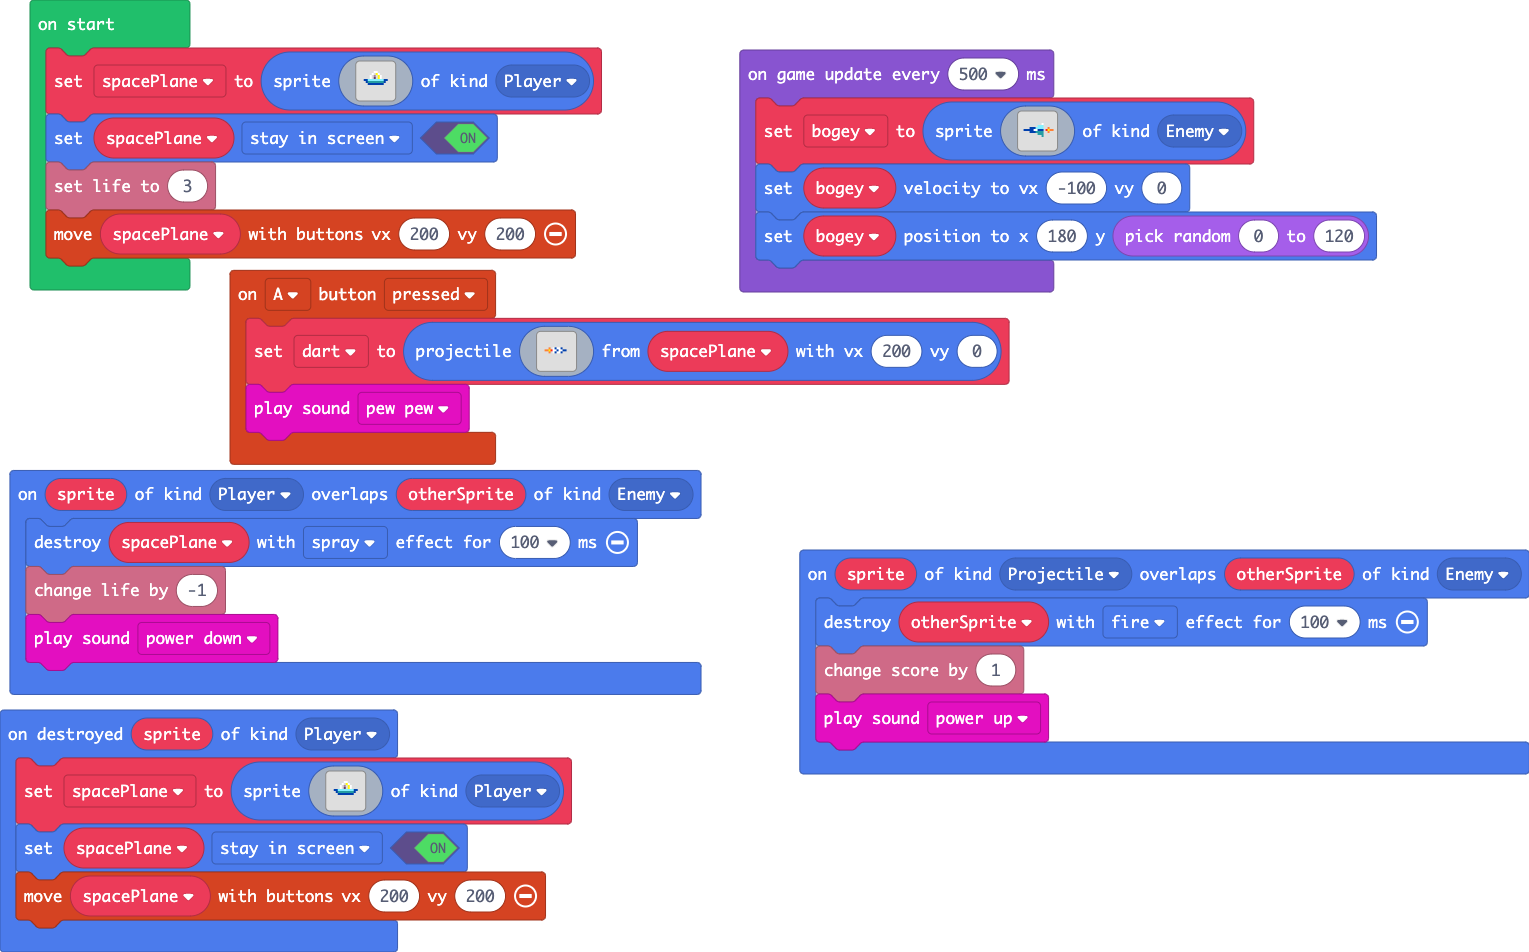 on start
set spacePlane to sprite of kind Player
set spacePlane stay in screen ON
set life to 3
move spacePlane with buttons vx 200 vy 200
on game update every 500 ms
set bogey to sprite of kind Enemy
set bogey velocity to vx -100 vy 0
set bogey position to x 180 y pick random 0 to 120
on A button pressed
set dart to projectile from spacePlane with vx 200 vy 0
play sound pew pew
on sprite of kind Player overlaps otherSprite of kind Enemy
destroy spacePlane with spray effect for 100 ms
change life by -1
play sound power down
on sprite of kind Projectile overlaps otherSprite of kind Enemy
destroy otherSprite with fire effect for 100 ms
change score by 1
play sound power up
on destroyed sprite of kind Player
set spacePlane to sprite of kind Player
set spacePlane stay in screen ON
move spacePlane with buttons vx 200 vy 200